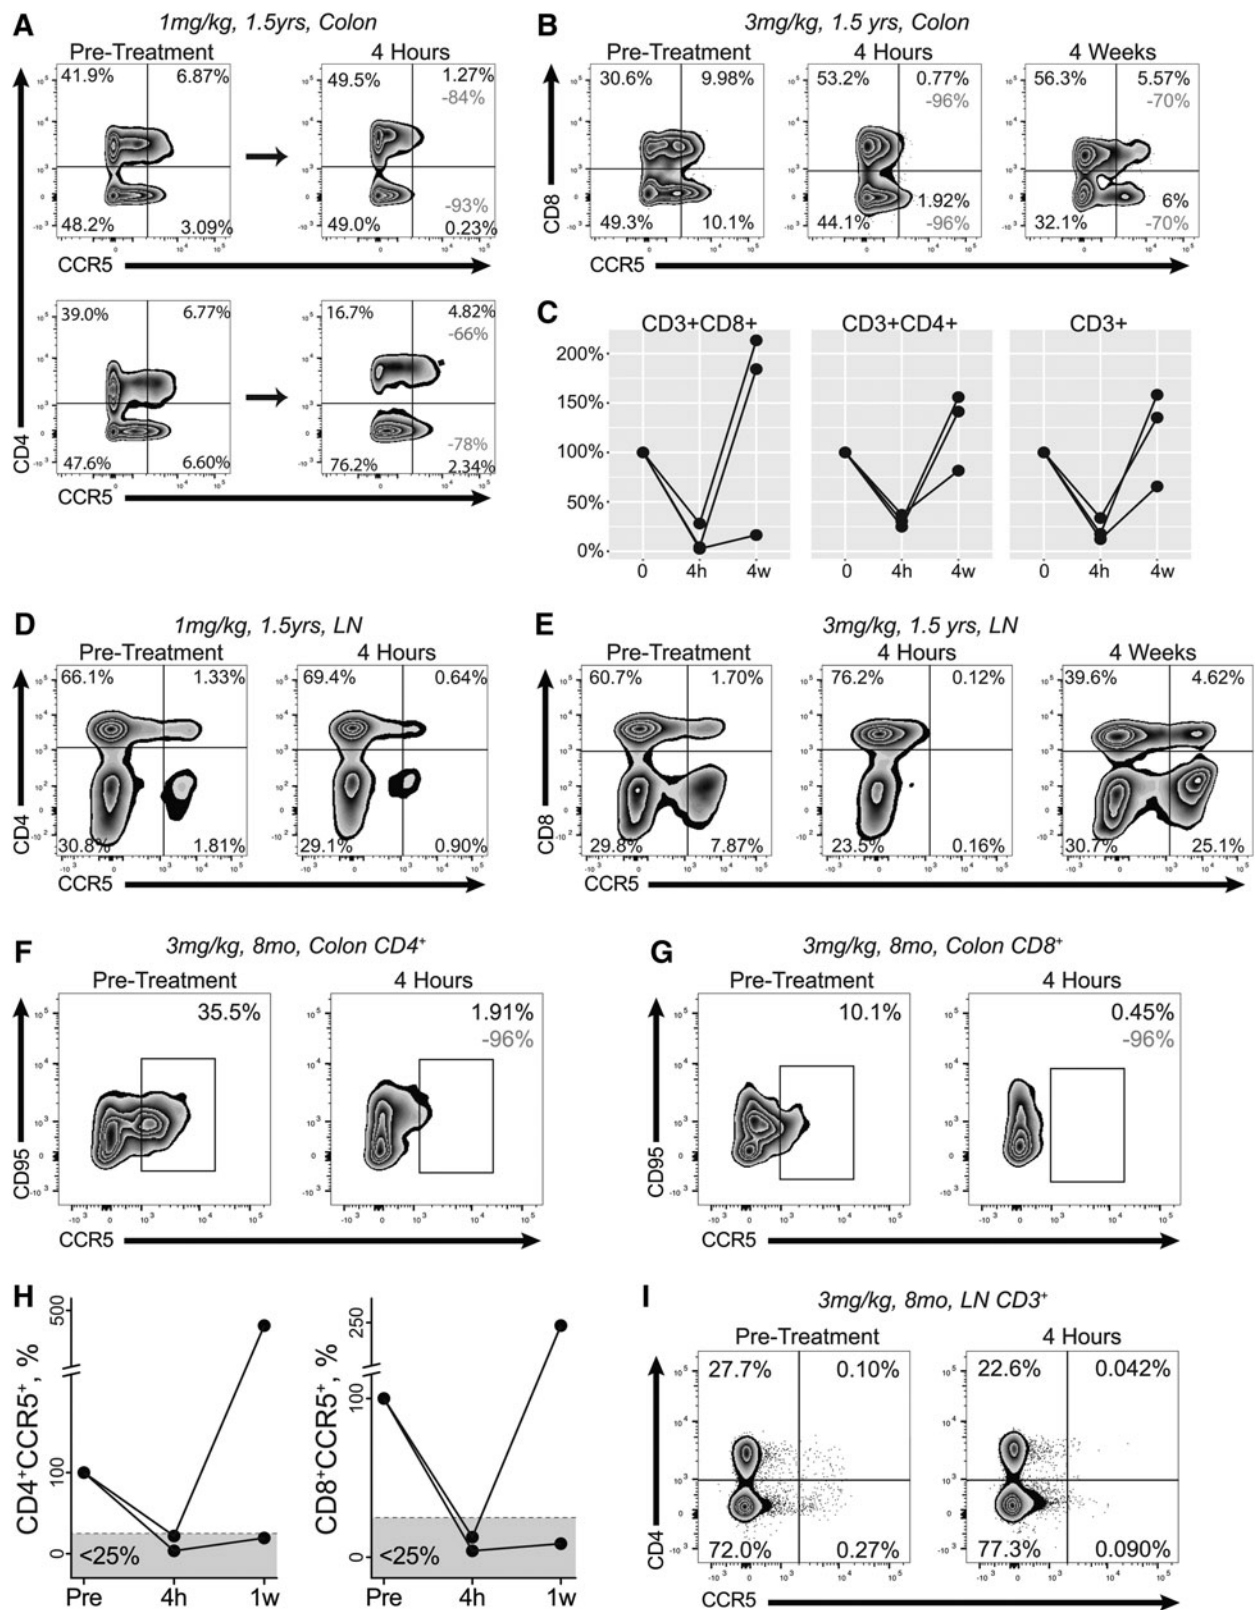 A
1mg/kg, 1.5yrs, Colon
Pre-Treatment
4 Hours
41.9%
6.87%
48.2%
3.09%
49.5%
1.27%
-84%
-93%
49.0%
0.23%
CCR5
39.0%
6.77%
47.6%
6.60%
16.7%
4.82%
-66%
-78%
76.2%
2.34%
CD4
CCR5
B
3mg/kg, 1.5 yrs, Colon
Pre-Treatment
4 Hours
4 Weeks
30.6%
9.98%
49.3%
10.1%
53.2%
0.77%
-96%
1.92%
44.1%
-96%
56.3%
5.57%
-70%
6%
32.1%
-70%
CD8
CCR5
C
CD3+CD8+
CD3+CD4+
CD3+
200%
150%
100%
50%
0%
0 4h 4w
0 4h 4w
0 4h 4w
D
1mg/kg, 1.5yrs, LN
Pre-Treatment
4 Hours
66.1%
1.33%
30.8%
1.81%
69.4%
0.64%
29.1%
0.90%
CD4
CCR5
E
3mg/kg, 1.5 yrs, LN
Pre-Treatment
4 Hours
4 Weeks
60.7%
1.70%
29.8%
7.87%
76.2%
0.12%
23.5%
0.16%
39.6%
4.62%
30.7%
25.1%
CD8
CCR5
F
3mg/kg, 8mo, Colon CD4+
Pre-Treatment
4 Hours
35.5%
1.91%
-96%
CD95
CCR5
G
3mg/kg, 8mo, Colon CD8+
Pre-Treatment
4 Hours
10.1%
0.45%
-96%
CD95
CCR5
H
CD4+CCR5+, %
500
100
0
<25%
Pre 4h 1w
CD8+CCR5+, %
250
100
0
<25%
Pre 4h 1w
I
3mg/kg, 8mo, LN CD3+
Pre-Treatment
4 Hours
27.7%
0.10%
72.0%
0.27%
22.6%
0.042%
77.3%
0.090%
CD4
CCR5